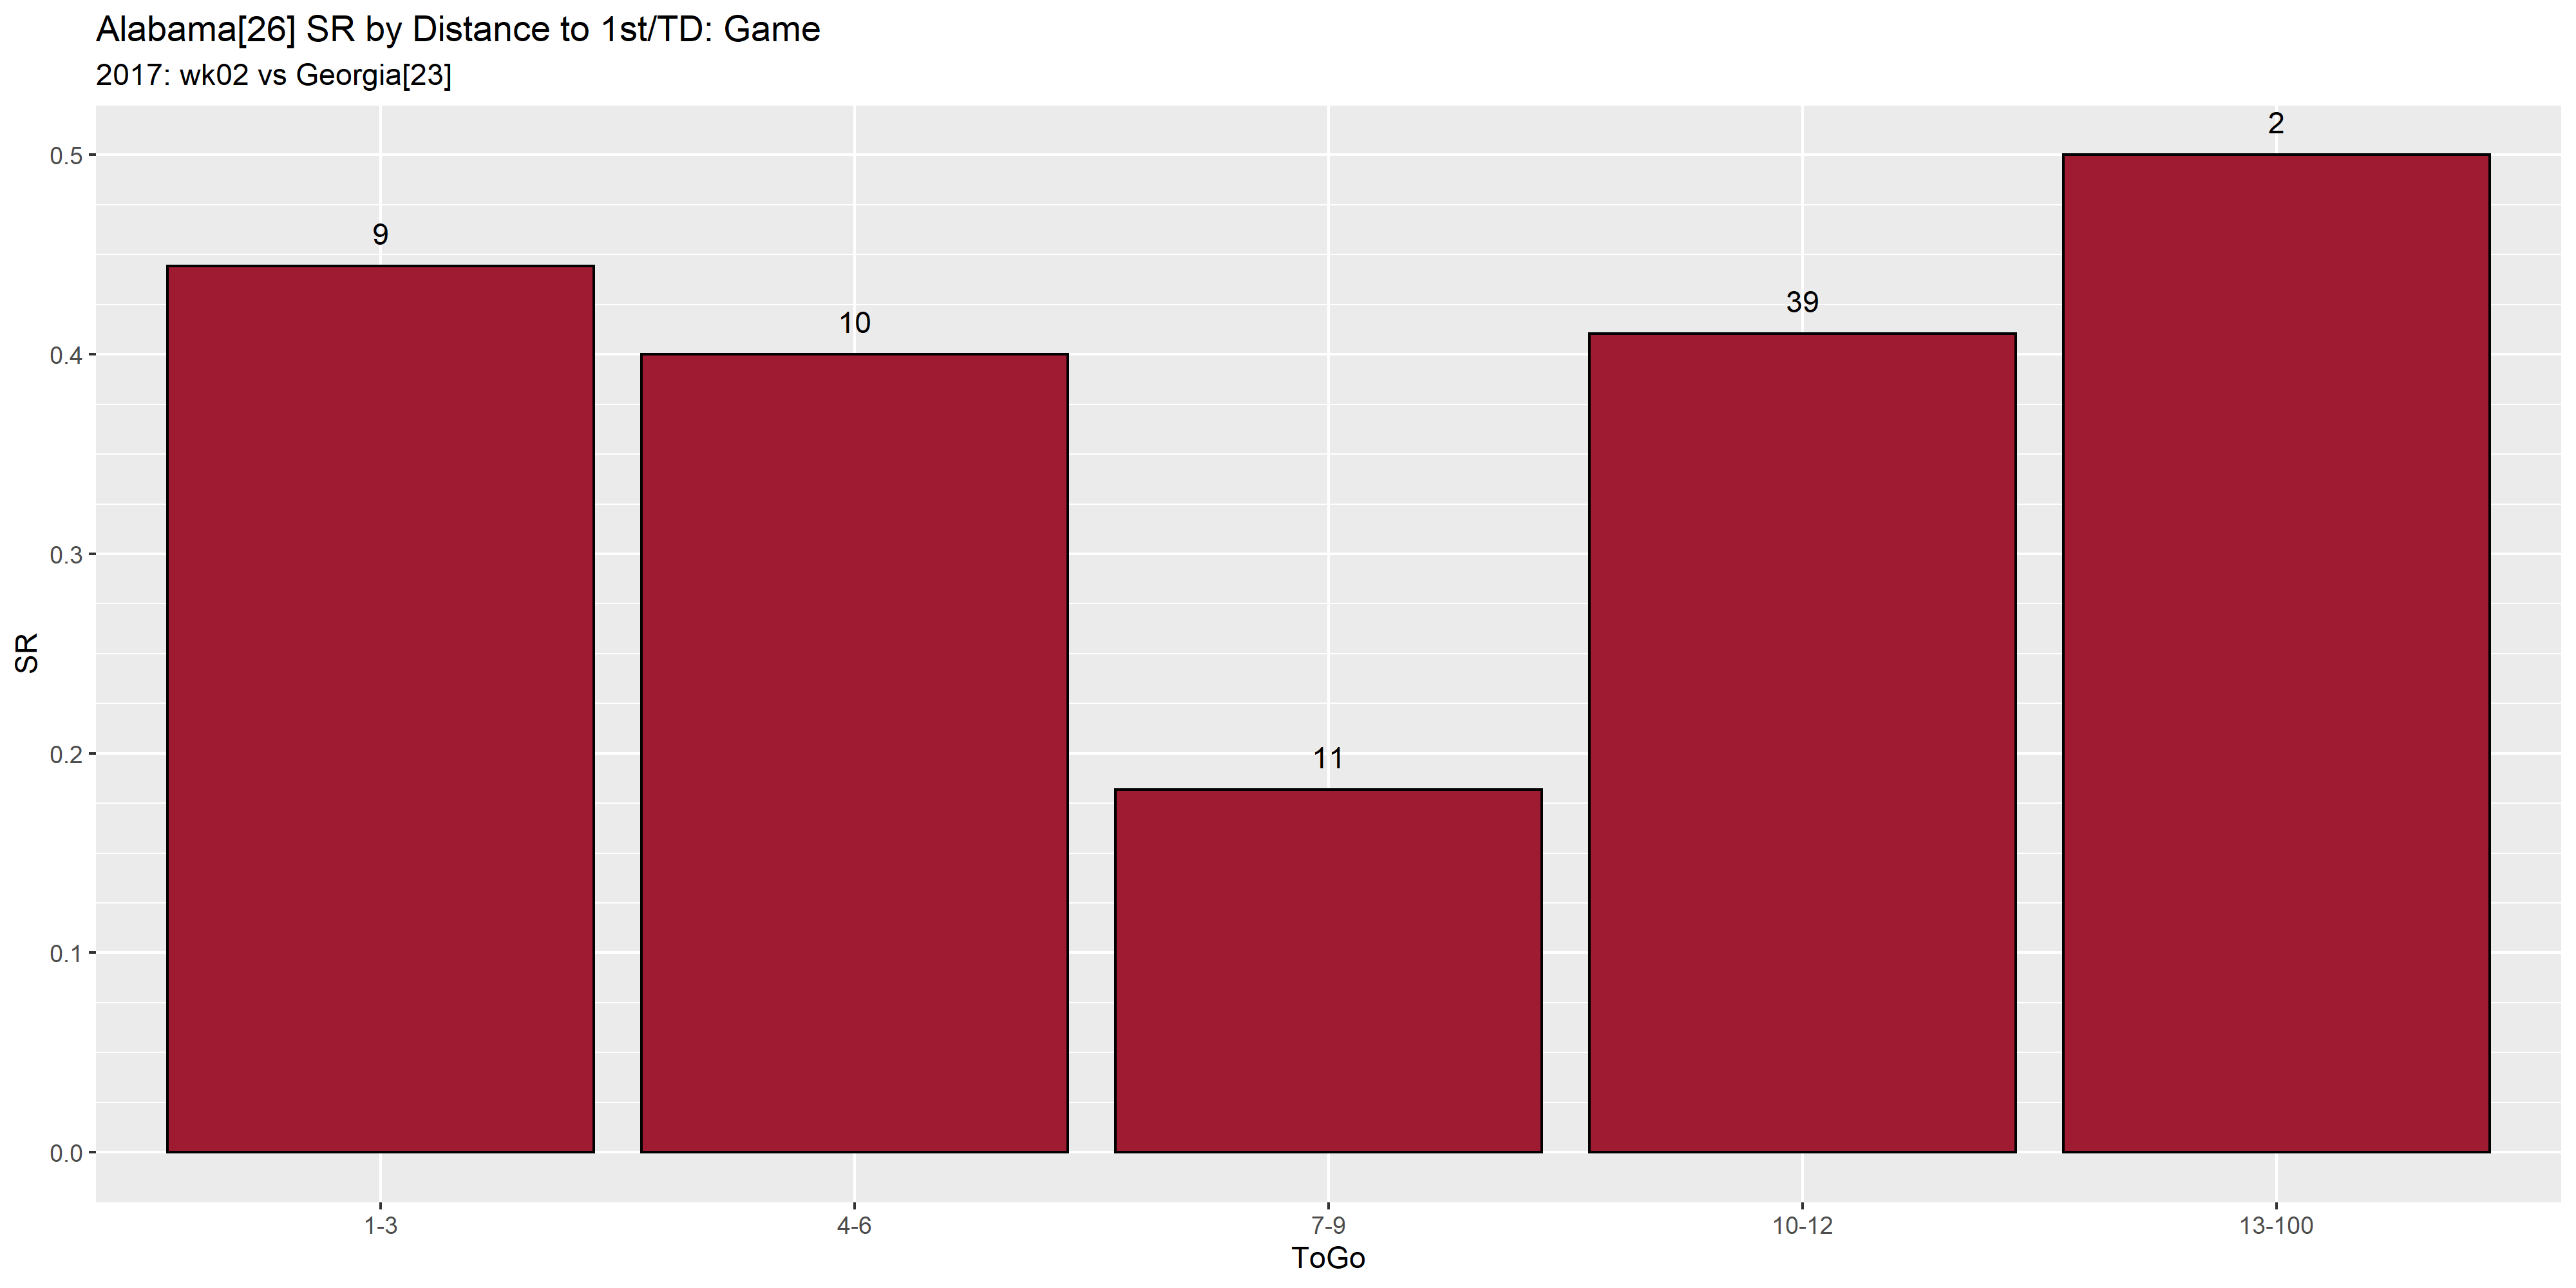 Alabama[26] SR by Distance to 1st/TD: Game
2017: wk02 vs Georgia[23]
2
0.5
9
39
10
0.4
0.3
SR
11
0.2
0.1
0.0
1-3 4-6 7-9 10-12 13-100
ToGo